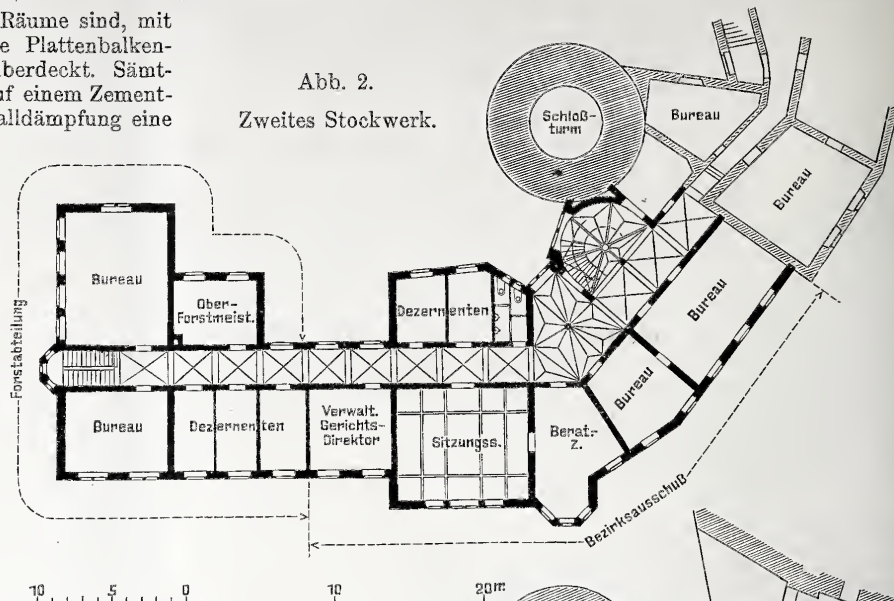 Räume sind, mit
e Plattenbalken-
berdeckt. Sämt-
uf einem Zement-
alldämpfung eine
Abb. 2.
Zweites Stockwerk.
Schloß-
turm
Bureau
Bureau
Bureau
Bureau
Bureau
Ober-
Forstmeist.
Dezernenten
Forstabteilung
Bureau
Dezernenten
Verwalt.
Gerichts-
Direktor
Sitzungss.
Berat.-
Z.
Bezirksausschuß
10 5 0 10 20m